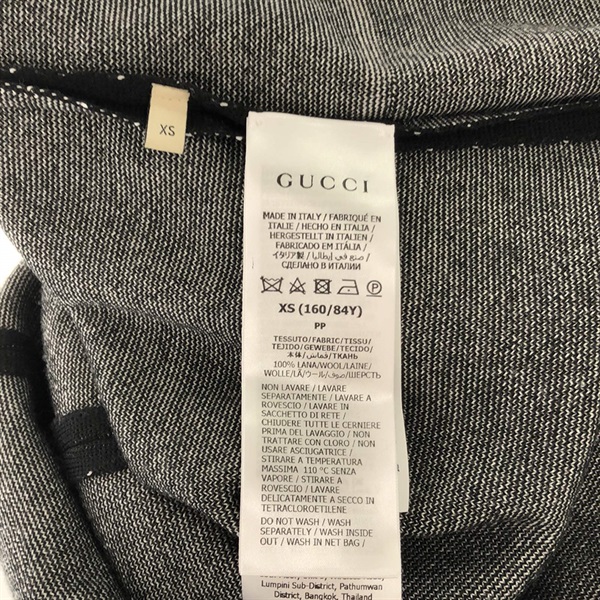 XS
GUCCI
MADE IN ITALY / FABRIQUÉ EN
ITALIE / HECHO EN ITALIA /
HERGESTELLT IN ITALIEN /
FABRICADO EM ITÁLIA /
イタリア製 / صنع في إيطاليا /
СДЕЛАНО В ИТАЛИИ
XS (160/84Y)
PP
TESSUTO/FABRIC/TISSU/
TEJIDO/GEWEBE/TECIDO/
本体/قماش/ТКАНЬ
100% LANA/WOOL/LAINE/
WOLLE/LÃ/ウール/صوف/ШЕРСТЬ
NON LAVARE / LAVARE
SEPARATAMENTE / LAVARE A
ROVESCIO / LAVARE IN
SACCHETTO DI RETE /
CHIUDERE TUTTE LE CERNIERE
PRIMA DEL LAVAGGIO / NON
TRATTARE CON CLORO / NON
USARE ASCIUGATRICE /
STIRARE A TEMPERATURA
MASSIMA 110 °C SENZA
VAPORE / STIRARE A
ROVESCIO / LAVARE
DELICATAMENTE A SECCO IN
TETRACLOROETILENE
DO NOT WASH / WASH
SEPARATELY / WASH INSIDE
OUT / WASH IN NET BAG /
Lumpini Sub-District, Pathumwan
District, Bangkok, Thailand